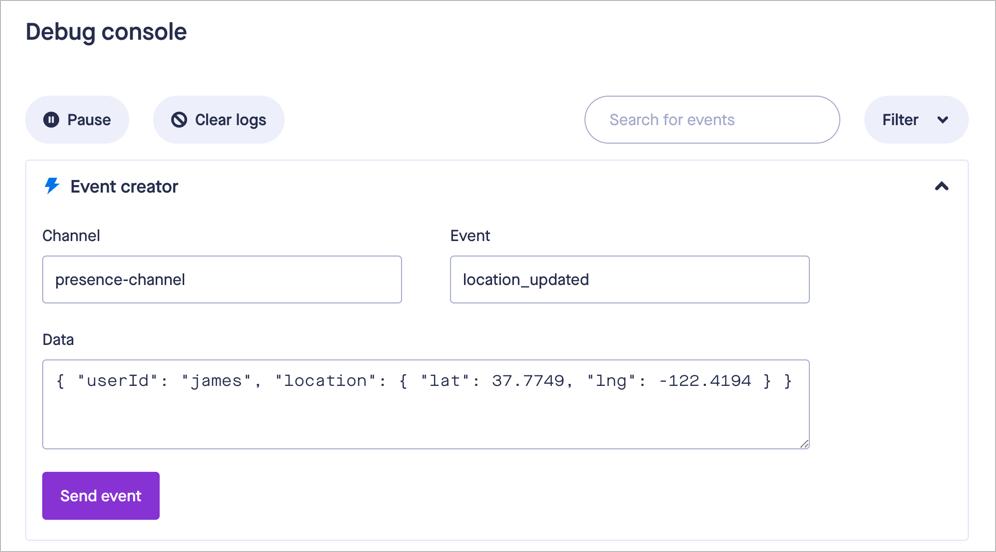 Debug console
Pause
Clear logs
Search for events
Filter
Event creator
Channel
Event
presence-channel
location_updated
Data
{ "userId": "james", "location": { "lat": 37.7749, "lng": -122.4194 } }
Send event